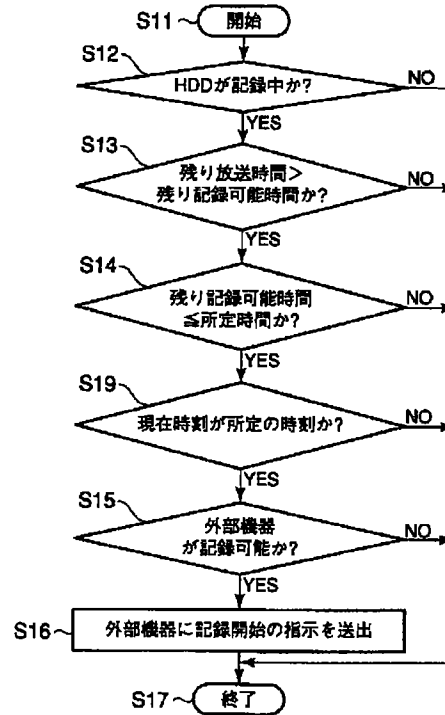 S11
開始
S12
HDDが記録中か?
NO
YES
S13
残り放送時間>
残り記録可能時間か?
NO
YES
S14
残り記録可能時間
≦所定時間か?
NO
YES
S19
現在時刻が所定の時刻か?
NO
YES
S15
外部機器
が記録可能か?
NO
YES
S16
外部機器に記録開始の指示を送出
S17
終了